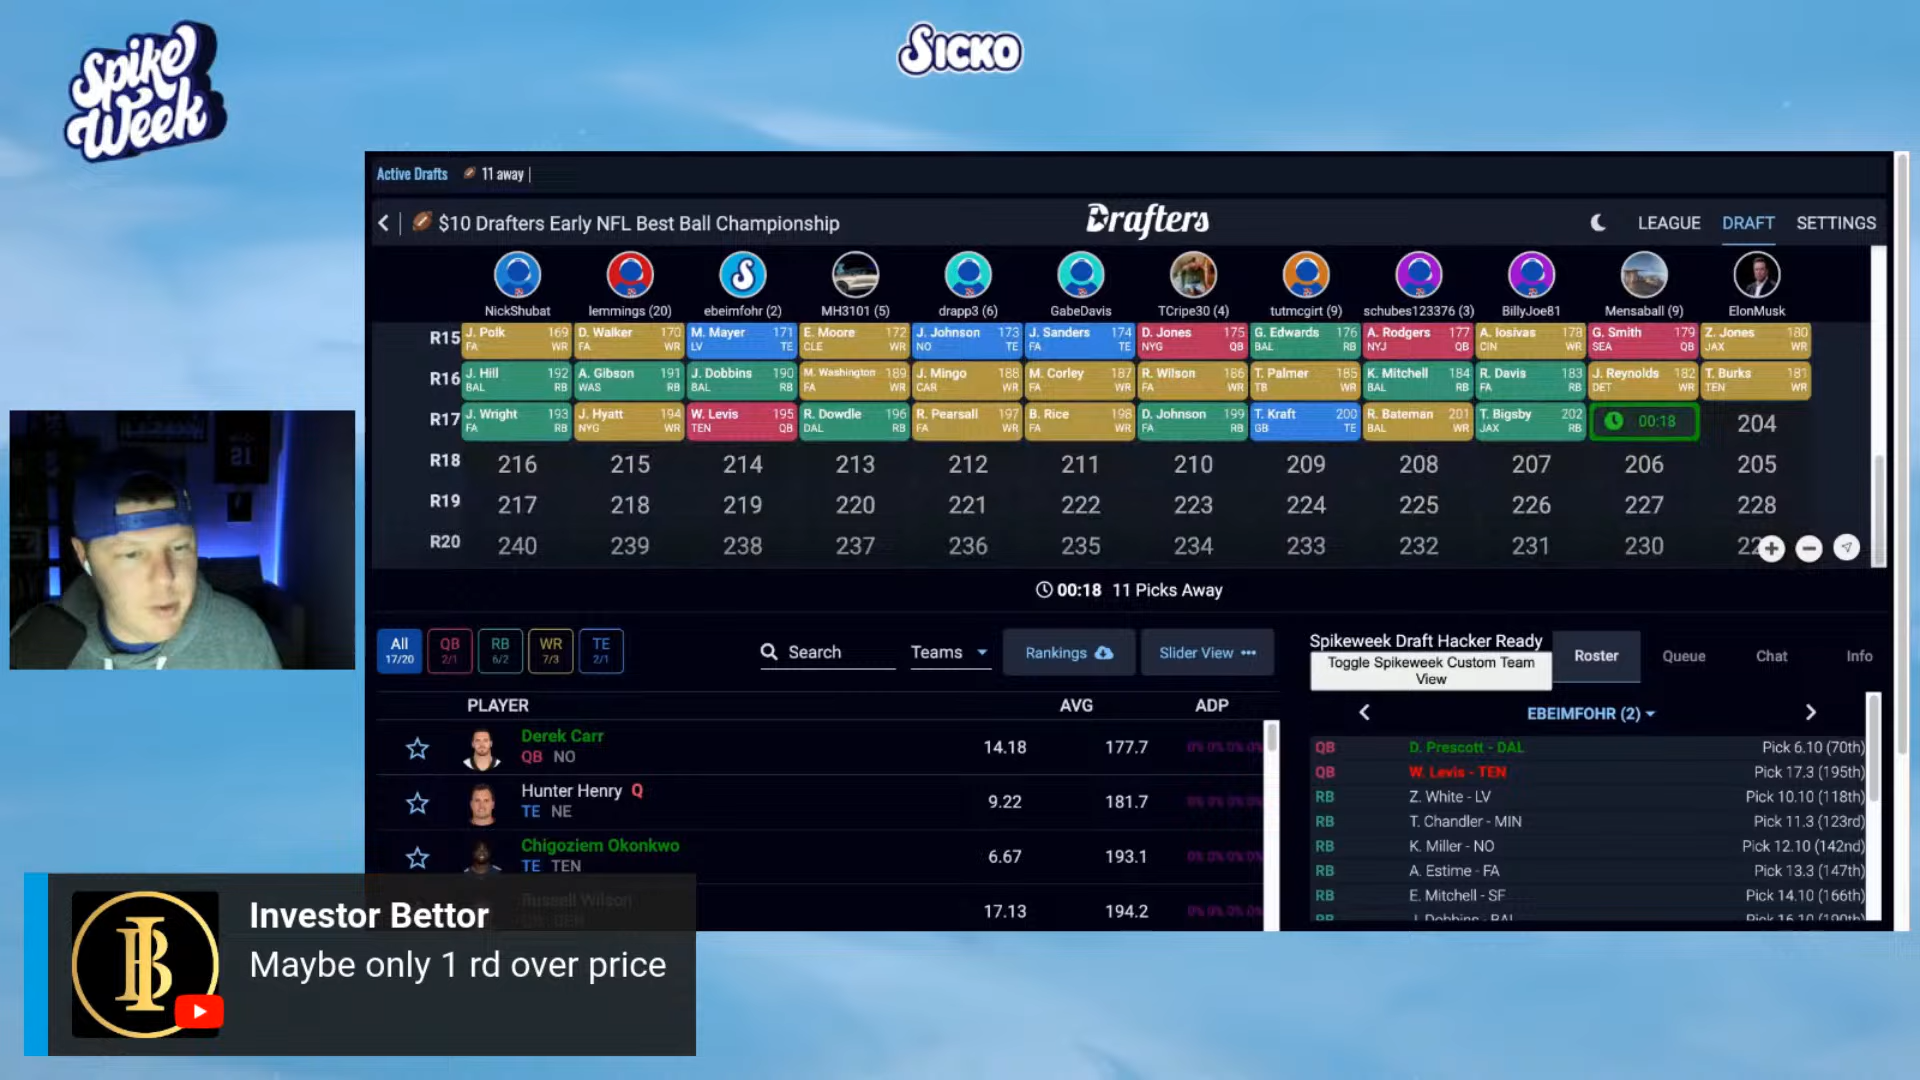 Spike Week
SICKO
Active Drafts 11 away
$10 Drafters Early NFL Best Ball Championship
Drafters
LEAGUE DRAFT SETTINGS
NickShubat lemmings (20) ebeimfohr (2) MH3101 (5) drapp3 (6) GabeDavis TCripe30 (4) tutmcgirt (9) schubes123376 (3) BillyJoe81 Mensaball (9) ElonMusk
R15 J. Polk 169 D. Walker 170 M. Mayer 171 E. Moore 172 J. Johnson 173 J. Sanders 174 D. Jones 175 G. Edwards 176 A. Rodgers 177 A. Iosivas 178 G. Smith 179 Z. Jones 180
FA WR FA WR LV TE CLE WR NO TE FA TE NYG QB BAL RB NYJ QB CIN WR SEA QB JAX WR
R16 J. Hill 192 A. Gibson 191 J. Dobbins 190 M. Washington 189 J. Mingo 188 M. Corley 187 R. Wilson 186 T. Palmer 185 K. Mitchell 184 R. Davis 183 J. Reynolds 182 T. Burks 181
BAL RB WAS RB BAL RB FA WR CAR WR FA WR FA WR TB WR BAL RB FA RB DET WR TEN WR
R17 J. Wright 193 J. Hyatt 194 W. Levis 195 R. Dowdle 196 R. Pearsall 197 B. Rice 198 D. Johnson 199 T. Kraft 200 R. Bateman 201 T. Bigsby 202 00:18 204
FA RB NYG WR TEN QB DAL RB FA WR FA WR FA RB GB TE BAL WR JAX RB
R18 216 215 214 213 212 211 210 209 208 207 206 205
R19 217 218 219 220 221 222 223 224 225 226 227 228
R20 240 239 238 237 236 235 234 233 232 231 230
00:18 11 Picks Away
All QB RB WR TE
17/20 2/1 6/2 7/3 2/1
Search Teams Rankings Slider View
Spikeweek Draft Hacker Ready
Toggle Spikeweek Custom Team View
Roster Queue Chat Info
PLAYER AVG ADP
EBEIMFOHR (2)
Derek Carr
QB NO
14.18 177.7
Hunter Henry Q
TE NE
9.22 181.7
Chigoziem Okonkwo
TE TEN
6.67 193.1
Russell Wilson
QB DEN
17.13 194.2
QB D. Prescott - DAL Pick 6.10 (70th)
QB W. Levis - TEN Pick 17.3 (195th)
RB Z. White - LV Pick 10.10 (118th)
RB T. Chandler - MIN Pick 11.3 (123rd)
RB K. Miller - NO Pick 12.10 (142nd)
RB A. Estime - FA Pick 13.3 (147th)
RB E. Mitchell - SF Pick 14.10 (166th)
RB J. Dobbins - BAL Pick 16.10 (190th)
Investor Bettor
Maybe only 1 rd over price